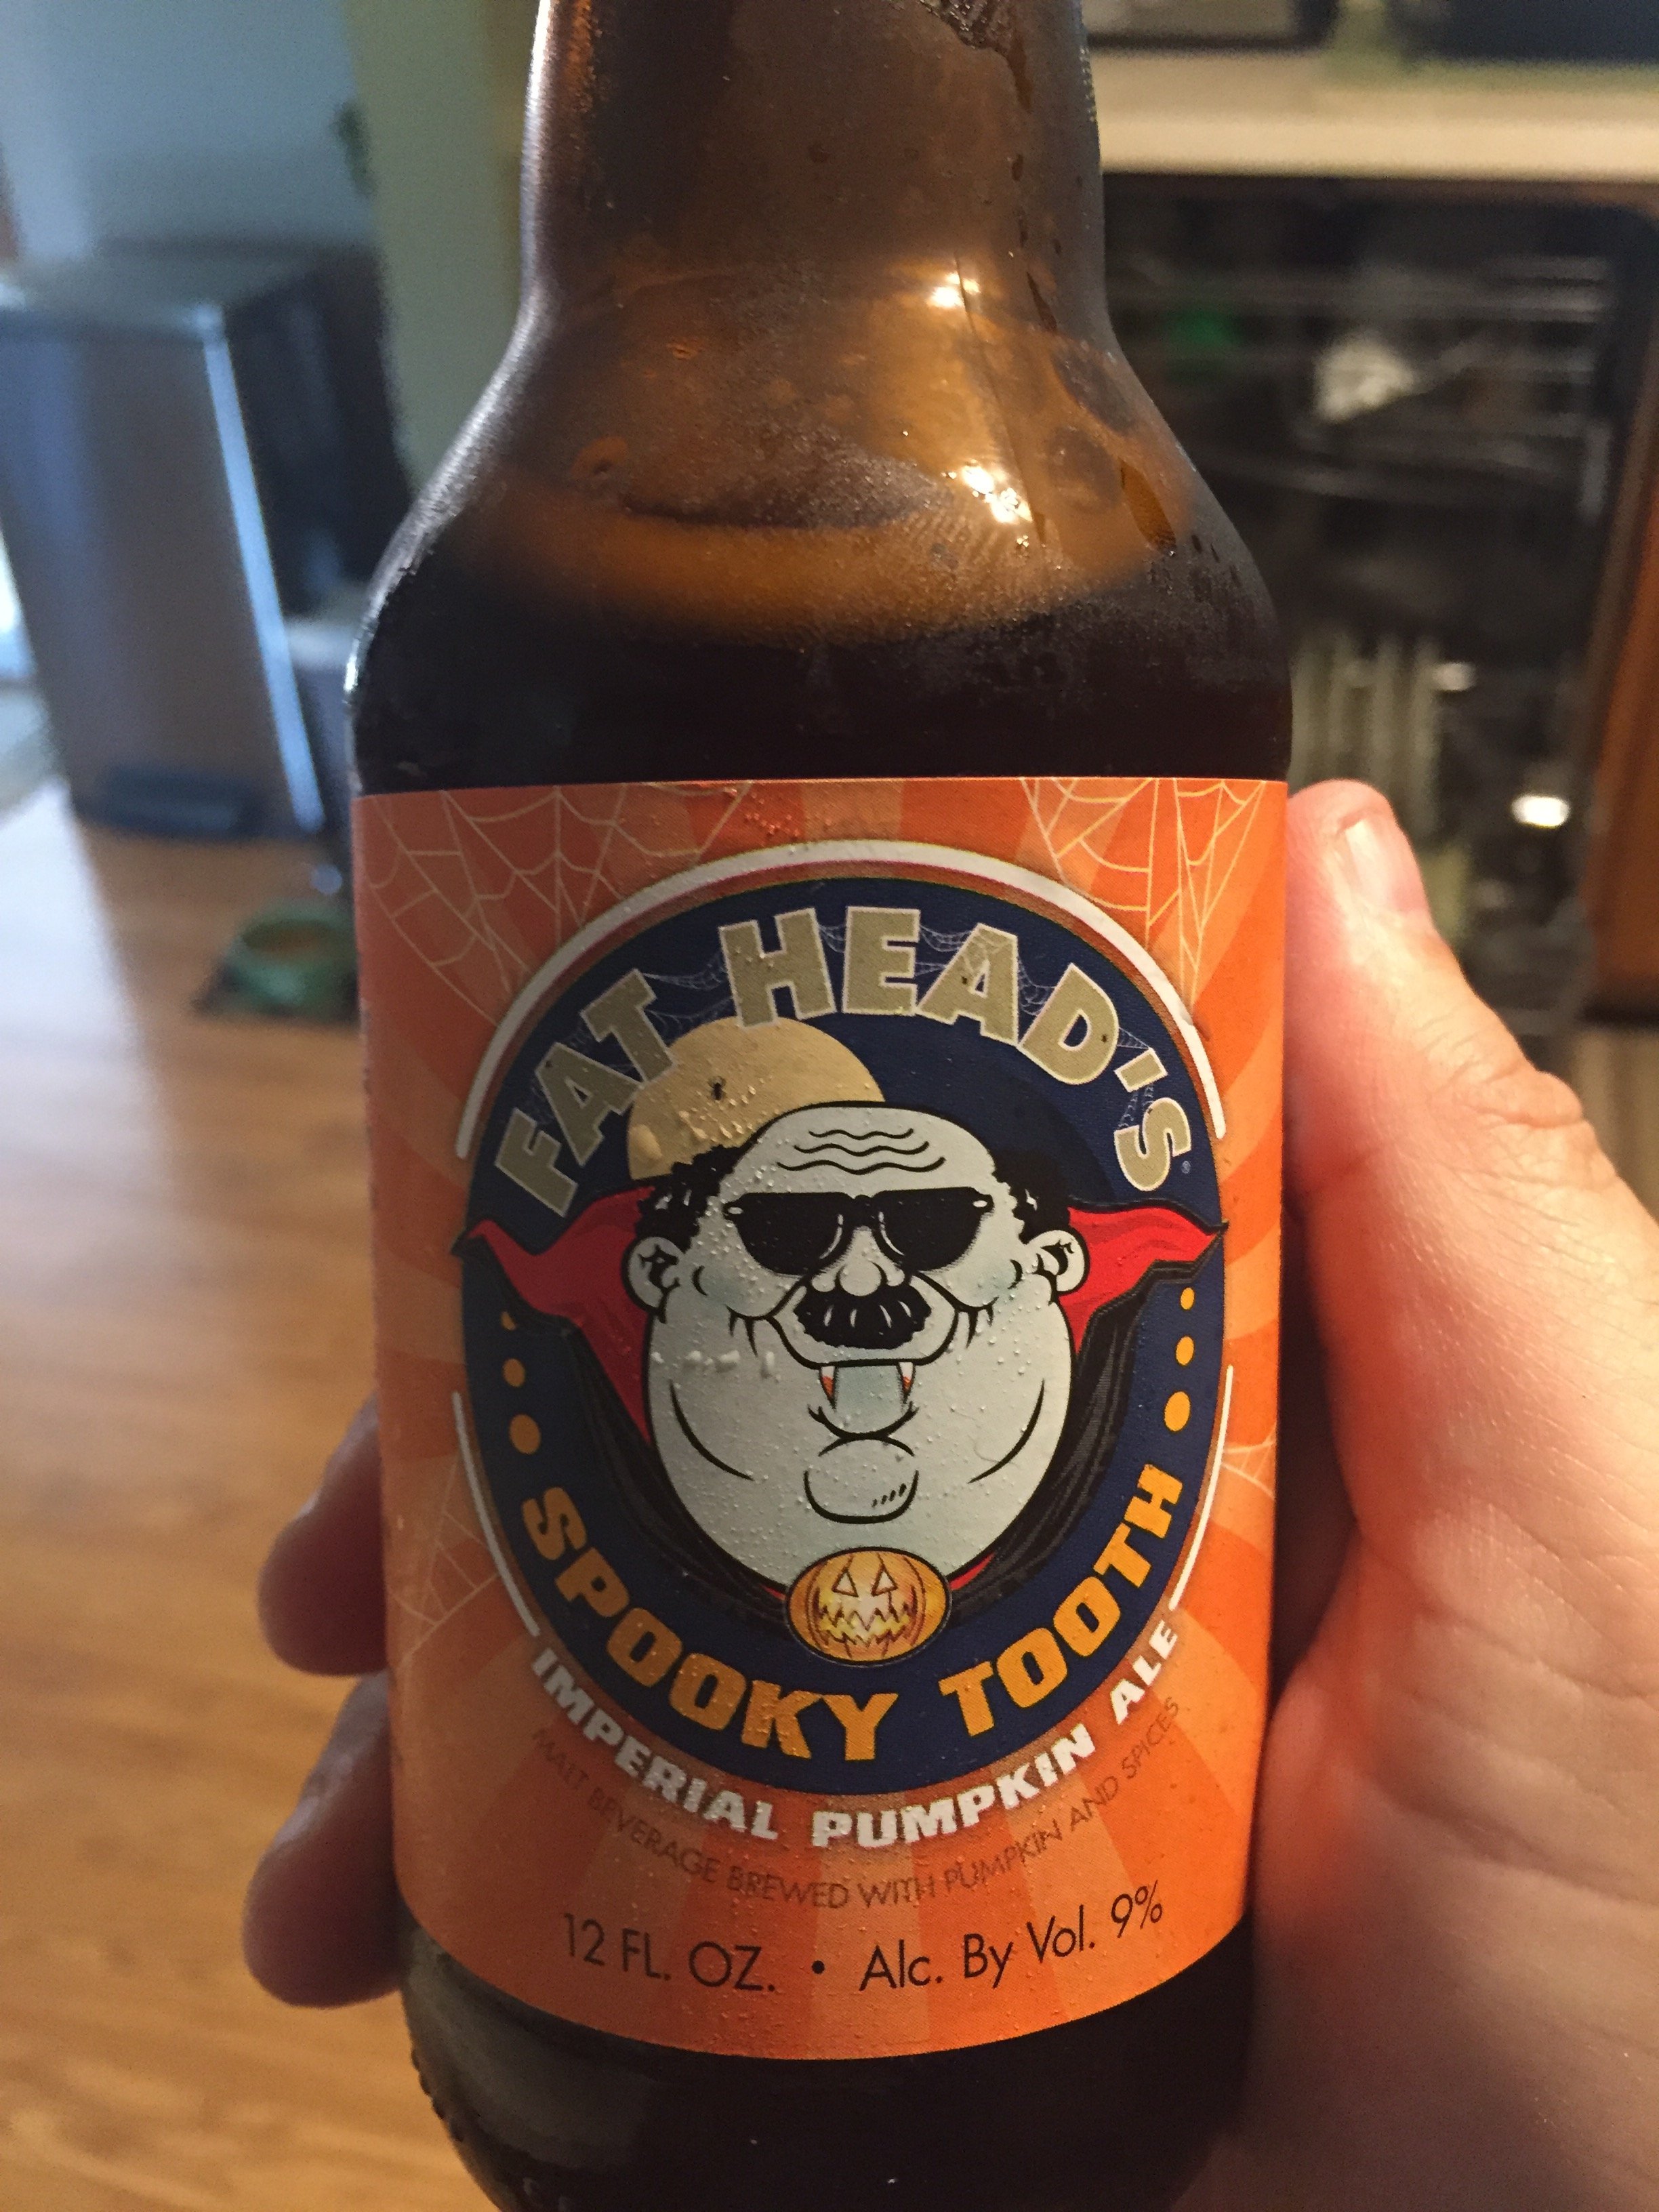 FAT HEAD'S
SPOOKY TOOTH
IMPERIAL PUMPKIN ALE
MALT BEVERAGE BREWED WITH PUMPKIN AND SPICES
12 FL. OZ. • Alc. By Vol. 9%